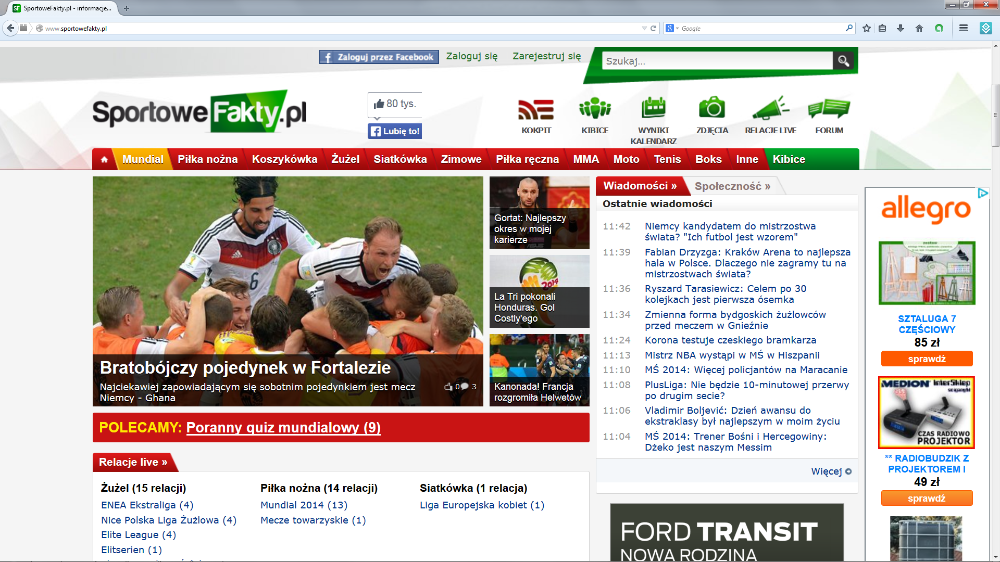 SportoweFakty.pl - informacje...
www.sportowefakty.pl
Google
Zaloguj przez Facebook
Zaloguj się
Zarejestruj się
Szukaj...
SportoweFakty.pl
80 tys.
Lubię to!
KOKPIT
KIBICE
WYNIKI
KALENDARZ
ZDJĘCIA
RELACJE LIVE
FORUM
Mundial
Piłka nożna
Koszykówka
Żużel
Siatkówka
Zimowe
Piłka ręczna
MMA
Moto
Tenis
Boks
Inne
Kibice
6
Bratobójczy pojedynek w Fortalezie
Najciekawiej zapowiadającym się sobotnim pojedynkiem jest mecz
Niemcy - Ghana
0 3
Gortat: Najlepszy
okres w mojej
karierze
2014
La Tri pokonali
Honduras. Gol
Costly'ego
Kanonada! Francja
rozgromiła Helwetów
POLECAMY: Poranny quiz mundialowy (9)
Relacje live »
Żużel (15 relacji)
ENEA Ekstraliga (4)
Nice Polska Liga Żużlowa (4)
Elite League (4)
Elitserien (1)
Piłka nożna (14 relacji)
Mundial 2014 (13)
Mecze towarzyskie (1)
Siatkówka (1 relacja)
Liga Europejska kobiet (1)
Wiadomości »
Społeczność »
Ostatnie wiadomości
11:42 Niemcy kandydatem do mistrzostwa
świata? "Ich futbol jest wzorem"
11:39 Fabian Drzyzga: Kraków Arena to najlepsza
hala w Polsce. Dlaczego nie zagramy tu na
mistrzostwach świata?
11:36 Ryszard Tarasiewicz: Celem po 30
kolejkach jest pierwsza ósemka
11:34 Zmienna forma bydgoskich żużlowców
przed meczem w Gnieźnie
11:24 Korona testuje czeskiego bramkarza
11:13 Mistrz NBA wystąpi w MŚ w Hiszpanii
11:10 MŚ 2014: Więcej policjantów na Maracanie
11:08 PlusLiga: Nie będzie 10-minutowej przerwy
po drugim secie?
11:06 Vladimir Boljević: Dzień awansu do
ekstraklasy był najlepszym w moim życiu
11:04 MŚ 2014: Trener Bośni i Hercegowiny:
Dżeko jest naszym Messim
Więcej
FORD TRANSIT
NOWA RODZINA
allegro
zestaw
SZTALUGA 7
CZĘŚCIOWY
85 zł
sprawdź
MEDION InterSklep
CZAS RADIOWO
PROJEKTOR
** RADIOBUDZIK Z
PROJEKTOREM I
49 zł
sprawdź